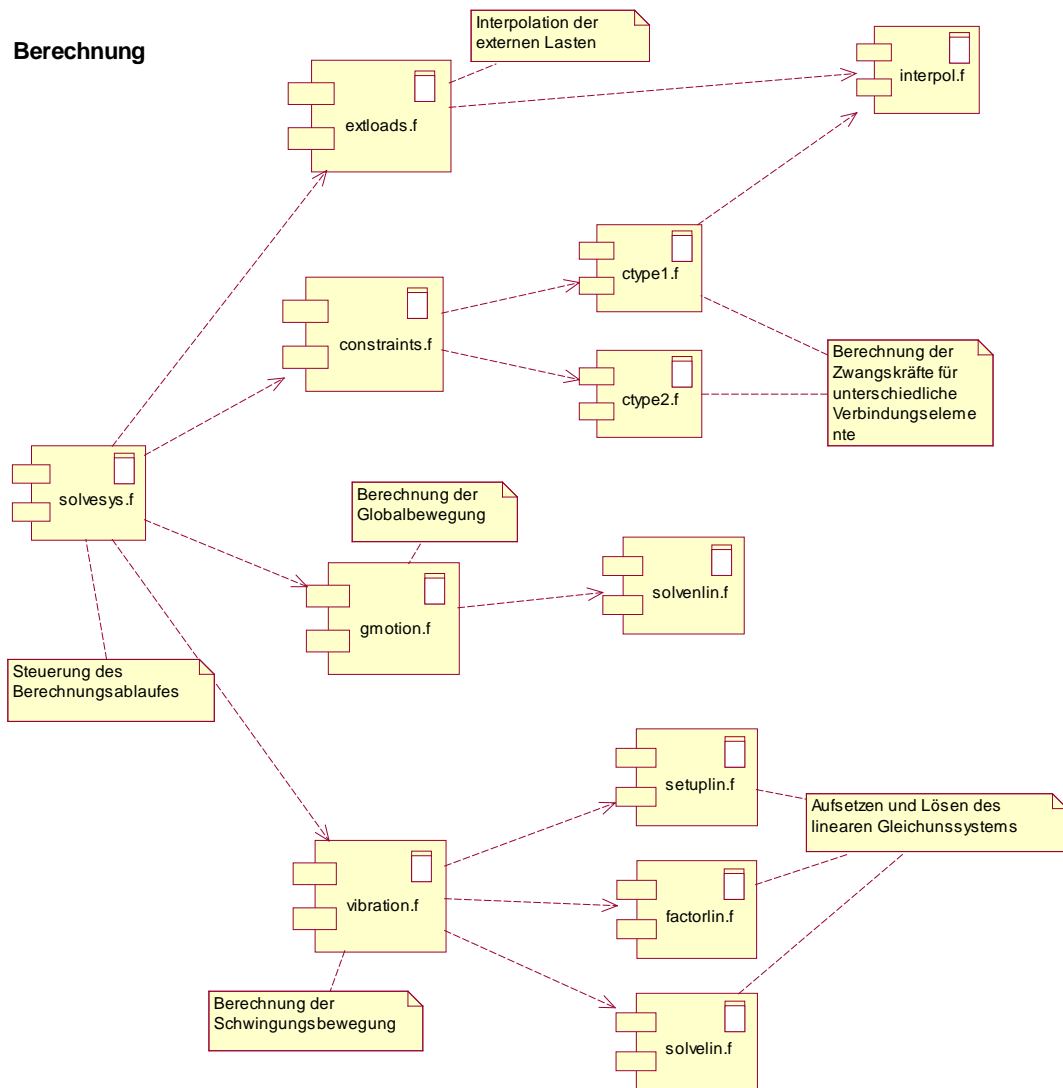 Berechnung
Interpolation der
externen Lasten
extloads.f
interpol.f
ctype1.f
constraints.f
ctype2.f
Berechnung der
Zwangskräfte für
unterschiedliche
Verbindungseleme
nte
solvesys.f
Berechnung der
Globalbewegung
gmotion.f
solvenlin.f
Steuerung des
Berechnungsablaufes
setuplin.f
Aufsetzen und Lösen des
linearen Gleichunssystems
vibration.f
factorlin.f
Berechnung der
Schwingungsbewegung
solvelin.f